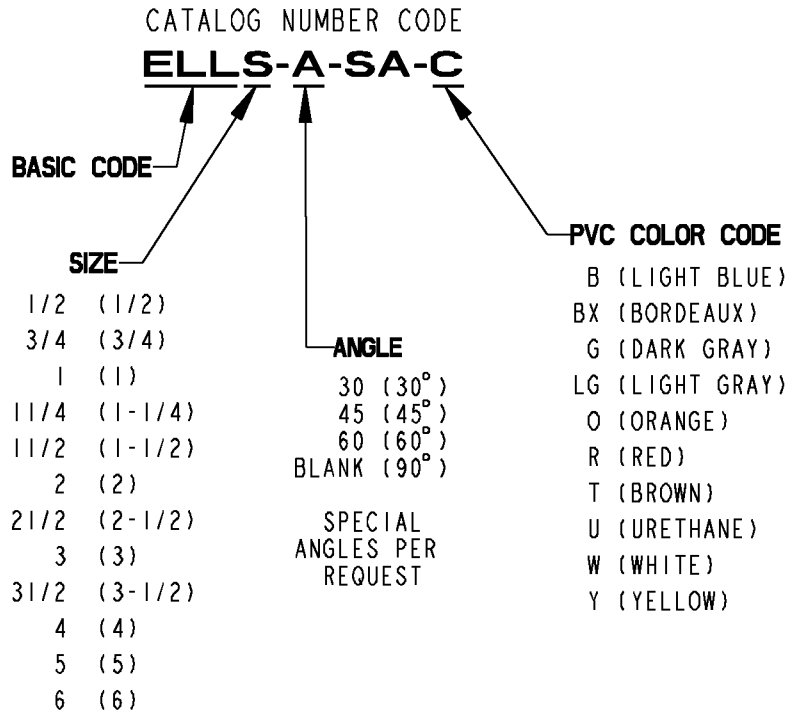 CATALOG NUMBER CODE
ELLS-A-SA-C
BASIC CODE
SIZE
1/2 (1/2)
3/4 (3/4)
1 (1)
11/4 (1-1/4)
11/2 (1-1/2)
2 (2)
21/2 (2-1/2)
3 (3)
31/2 (3-1/2)
4 (4)
5 (5)
6 (6)
ANGLE
30 (30°)
45 (45°)
60 (60°)
BLANK (90°)
SPECIAL
ANGLES PER
REQUEST
PVC COLOR CODE
B (LIGHT BLUE)
BX (BORDEAUX)
G (DARK GRAY)
LG (LIGHT GRAY)
O (ORANGE)
R (RED)
T (BROWN)
U (URETHANE)
W (WHITE)
Y (YELLOW)